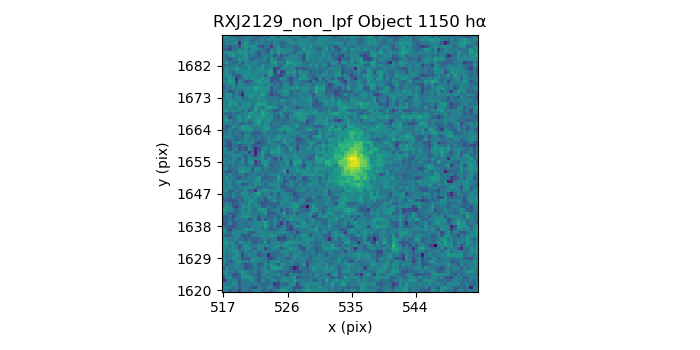 RXJ2129_non_lpf Object 1150 hα
1682
1673
1664
1655
1647
1638
1629
1620
y (pix)
517 526 535 544
x (pix)